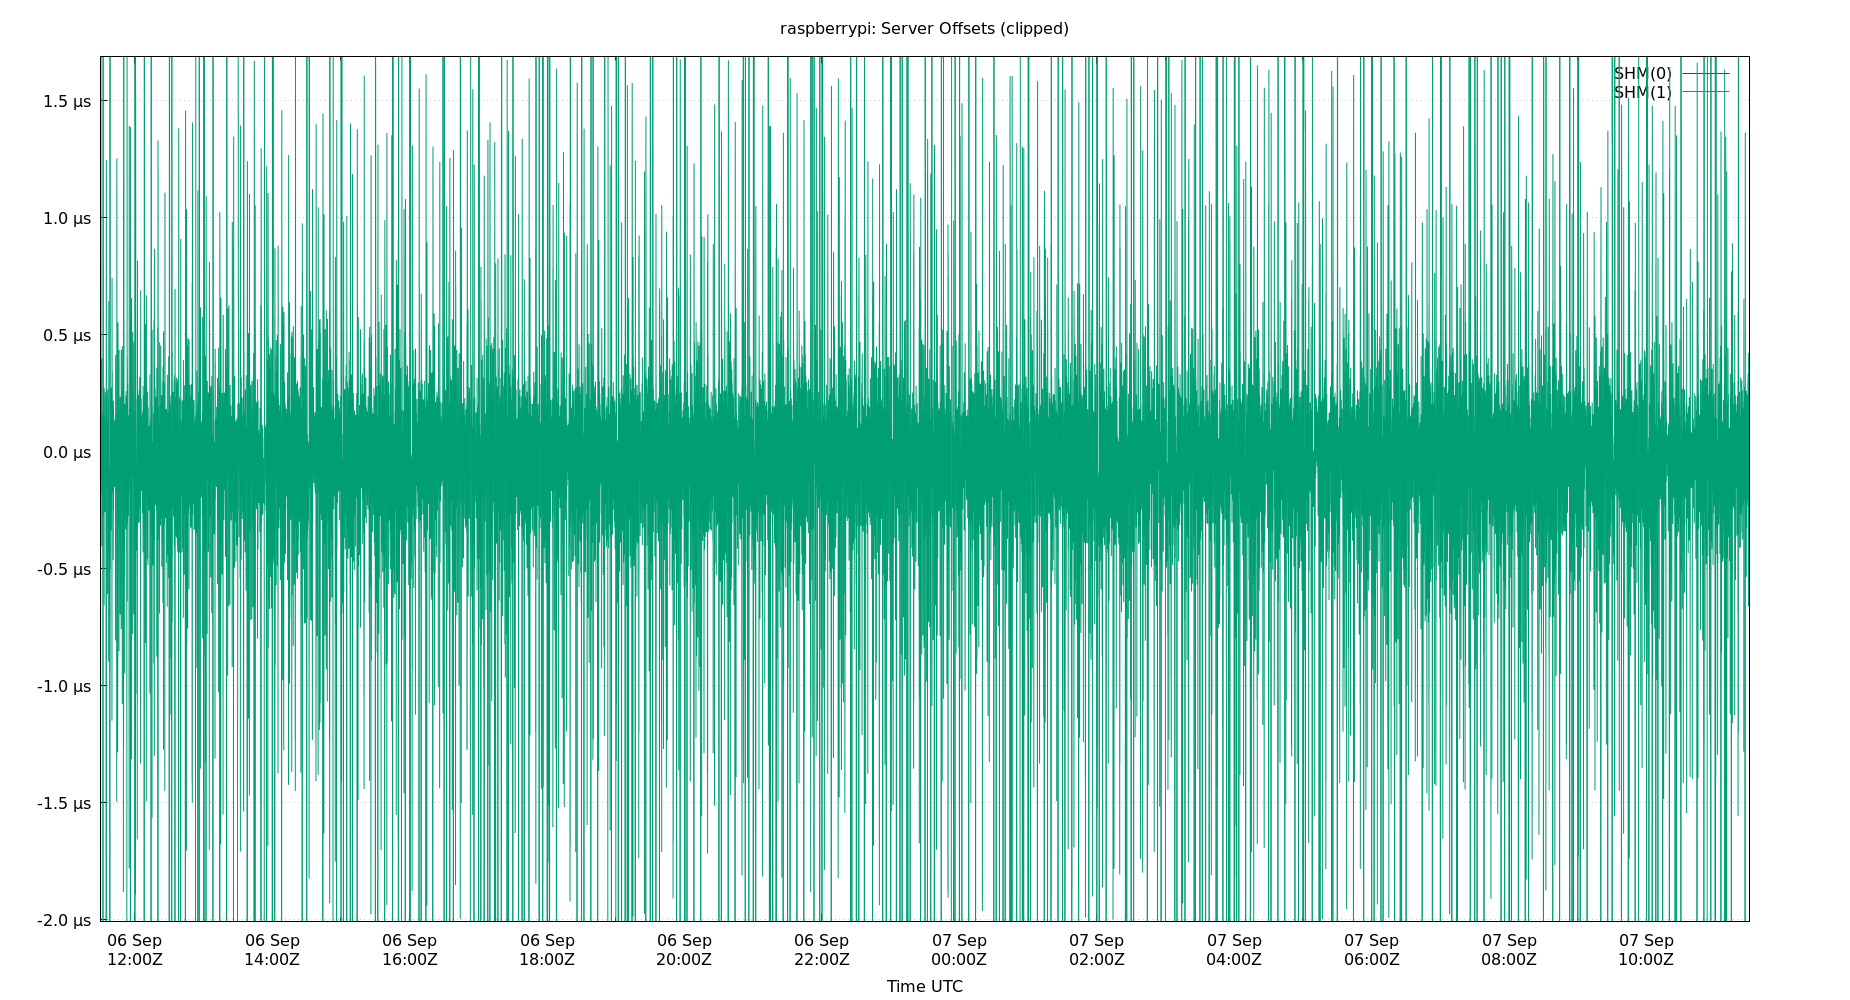 raspberrypi: Server Offsets (clipped)
SHM(0)
SHM(1)
1.5 µs
1.0 µs
0.5 µs
0.0 µs
-0.5 µs
-1.0 µs
-1.5 µs
-2.0 µs
06 Sep 06 Sep 06 Sep 06 Sep 06 Sep 06 Sep 07 Sep 07 Sep 07 Sep 07 Sep 07 Sep 07 Sep
12:00Z 14:00Z 16:00Z 18:00Z 20:00Z 22:00Z 00:00Z 02:00Z 04:00Z 06:00Z 08:00Z 10:00Z
Time UTC